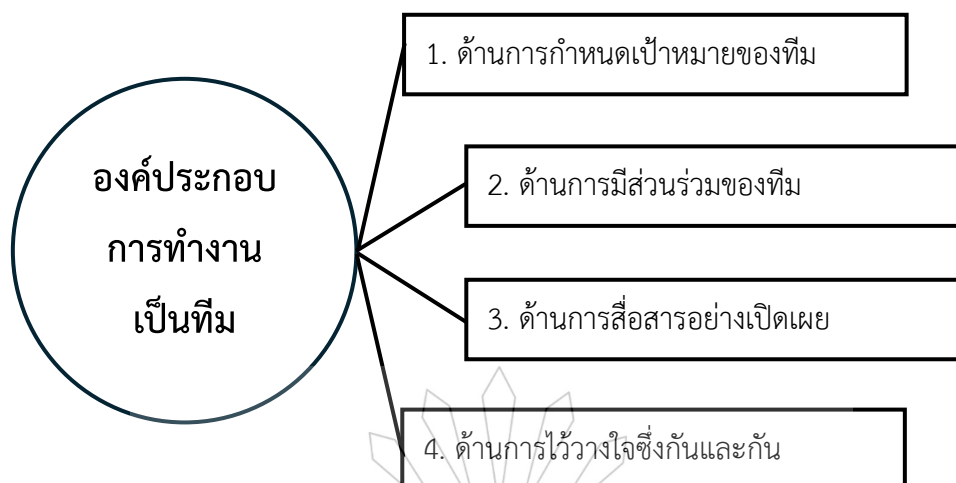 1. ด้านการกำหนดเป้าหมายของทีม
องค์ประกอบ
การทำงาน
เป็นทีม
2. ด้านการมีส่วนร่วมของทีม
3. ด้านการสื่อสารอย่างเปิดเผย
4. ด้านการไว้วางใจซึ่งกันและกัน